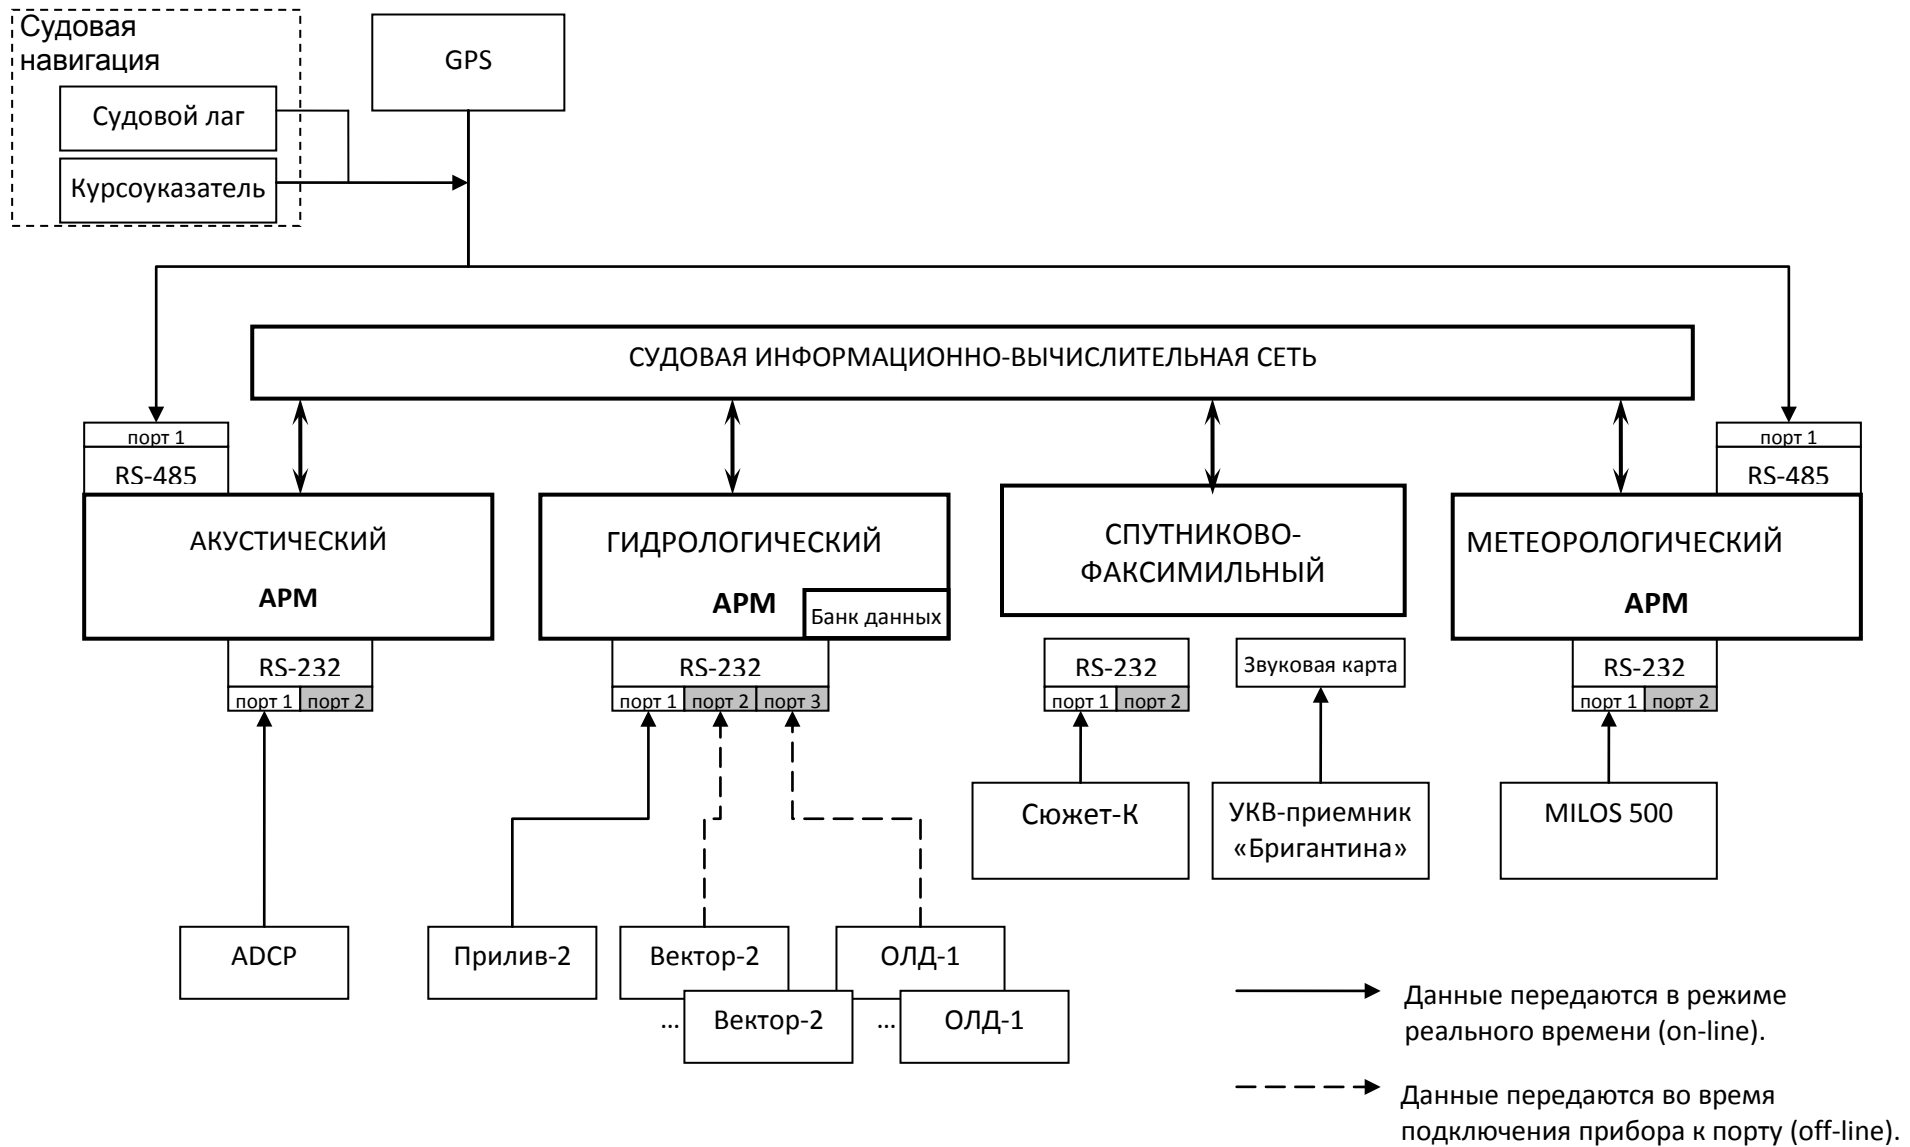 Судовая
навигация
GPS
Судовой лаг
Курсоуказатель
СУДОВАЯ ИНФОРМАЦИОННО-ВЫЧИСЛИТЕЛЬНАЯ СЕТЬ
порт 1
RS-485
порт 1
RS-485
АКУСТИЧЕСКИЙ
АРМ
ГИДРОЛОГИЧЕСКИЙ
АРМ
Банк данных
СПУТНИКОВО-
ФАКСИМИЛЬНЫЙ
МЕТЕОРОЛОГИЧЕСКИЙ
АРМ
RS-232
порт 1 порт 2
RS-232
порт 1 порт 2 порт 3
RS-232
порт 1 порт 2
Звуковая карта
RS-232
порт 1 порт 2
Сюжет-К
УКВ-приемник
«Бригантина»
MILOS 500
ADCP
Прилив-2
Вектор-2
... Вектор-2
ОЛД-1
... ОЛД-1
Данные передаются в режиме
реального времени (on-line).
Данные передаются во время
подключения прибора к порту (off-line).